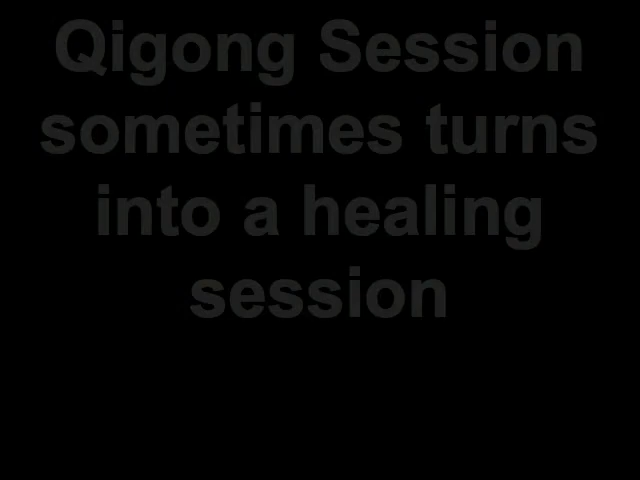 Qigong Session
sometimes turns
into a healing
session